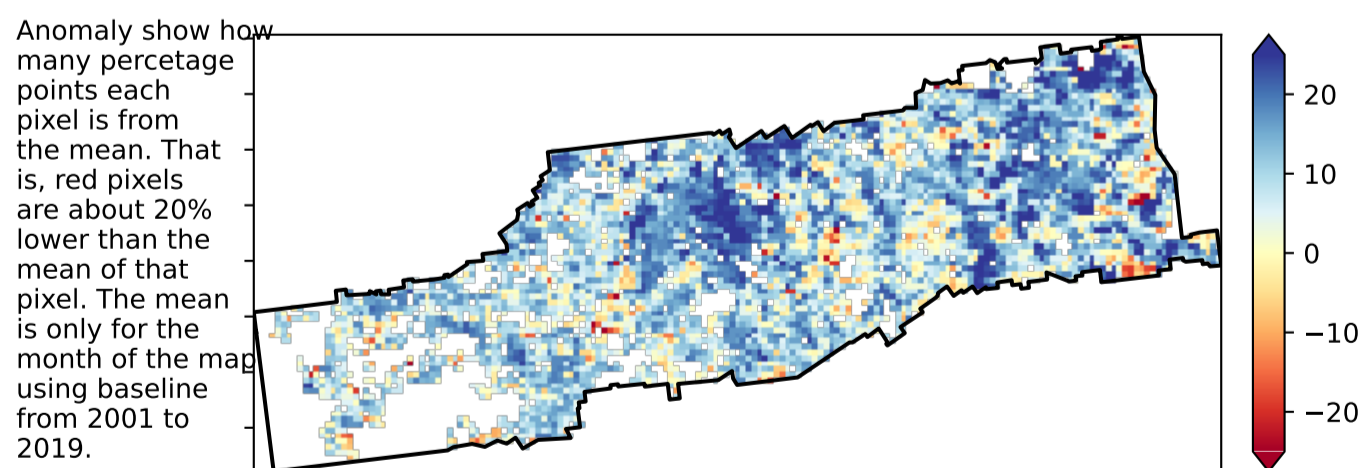 Anomaly show how
many percetage
points each
pixel is from
the mean. That
is, red pixels
are about 20%
lower than the
mean of that
pixel. The mean
is only for the
month of the map
using baseline
from 2001 to
2019.
20
10
0
−10
−20